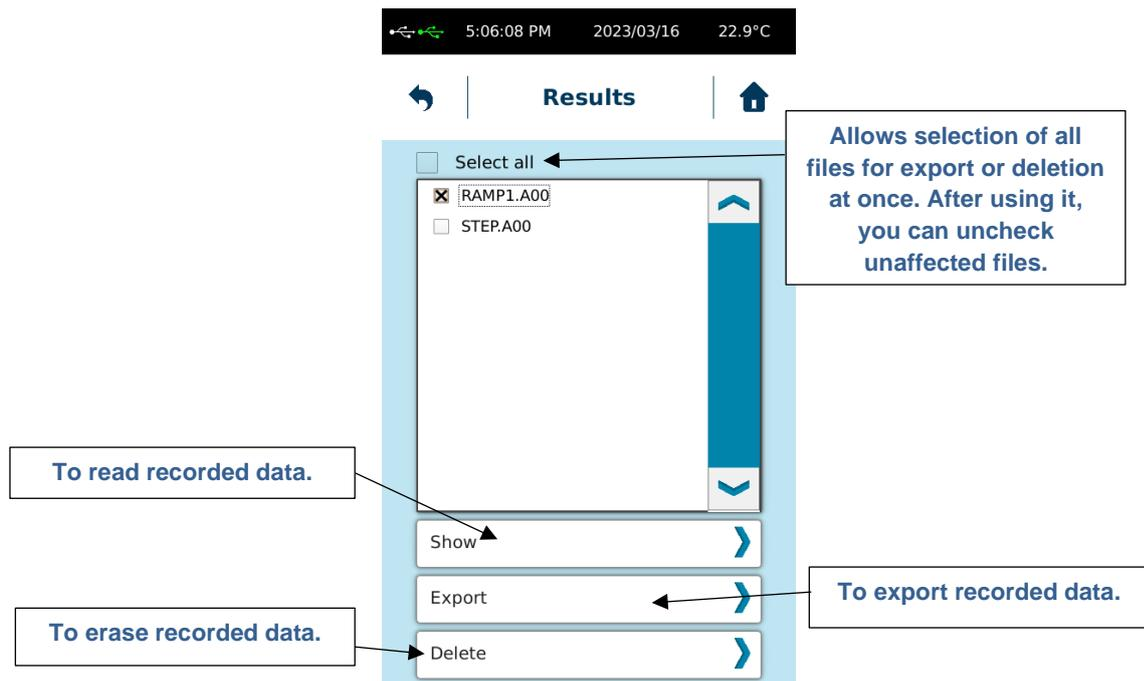 5:06:08 PM 2023/03/16 22.9°C
Results
Select all
Allows selection of all
files for export or deletion
at once. After using it,
you can uncheck
unaffected files.
RAMP1.A00
STEP.A00
To read recorded data.
Show
Export
To export recorded data.
To erase recorded data.
Delete